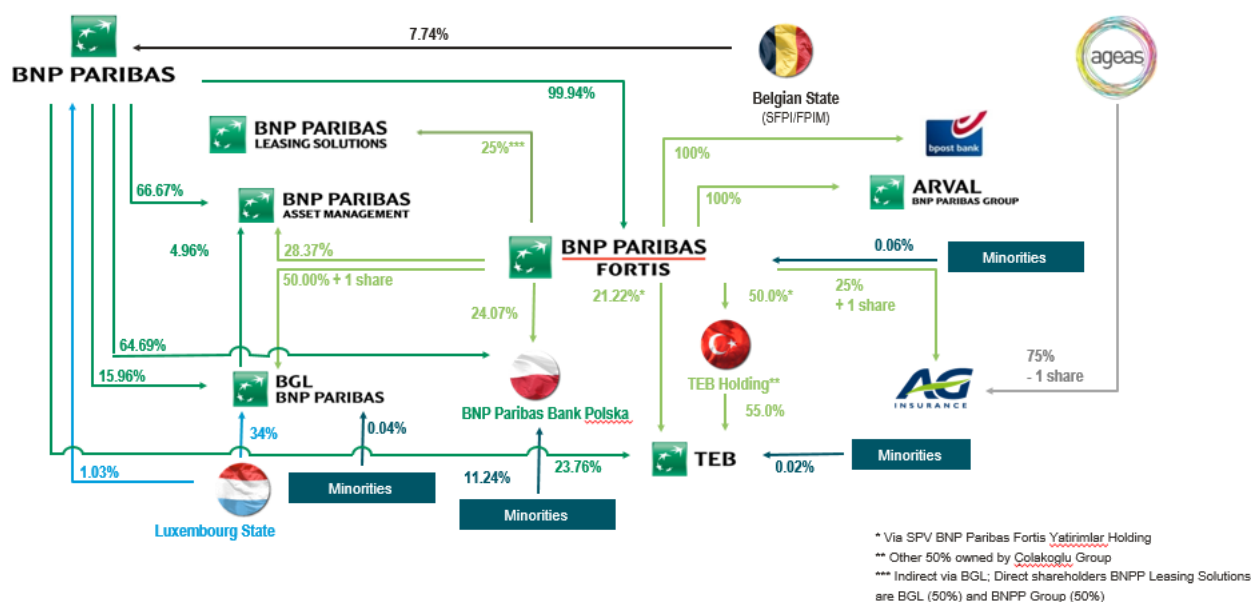 7.74%
BNP PARIBAS
ageas
99.94%
Belgian State
(SFPI/FPIM)
BNP PARIBAS
LEASING SOLUTIONS
25%***
100%
bpost bank
66.67%
BNP PARIBAS
ASSET MANAGEMENT
100%
ARVAL
BNP PARIBAS GROUP
4.96%
28.37%
BNP PARIBAS
FORTIS
0.06%
Minorities
50.00% + 1 share
21.22%*
50.0%*
25%
+ 1 share
24.07%
64.69%
15.96%
BGL
BNP PARIBAS
TEB Holding**
75%
- 1 share
AG
INSURANCE
BNP Paribas Bank Polska
55.0%
34%
0.04%
TEB
Minorities
1.03%
11.24%
23.76%
0.02%
Minorities
Minorities
Luxembourg State
* Via SPV BNP Paribas Fortis Yatirimlar Holding
** Other 50% owned by Çolakoglu Group
*** Indirect via BGL; Direct shareholders BNPP Leasing Solutions
are BGL (50%) and BNPP Group (50%)